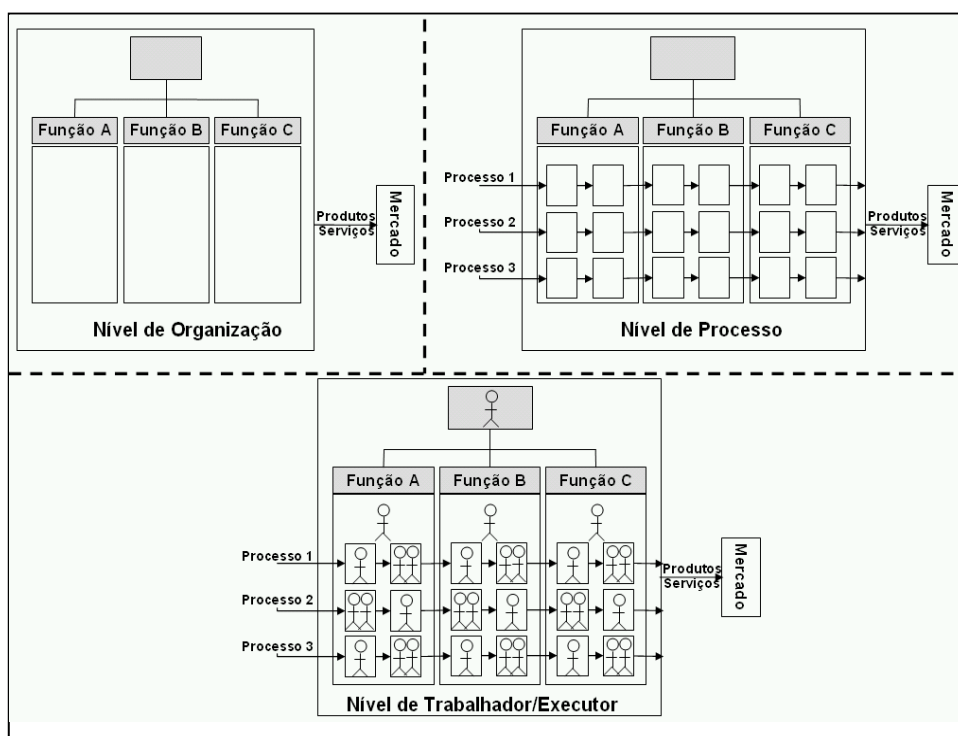 Função A Função B Função C
Produtos
Serviços
Mercado
Nível de Organização
Função A Função B Função C
Processo 1
Processo 2
Processo 3
Produtos
Serviços
Mercado
Nível de Processo
Função A Função B Função C
Processo 1
Processo 2
Processo 3
Produtos
Serviços
Mercado
Nível de Trabalhador/Executor